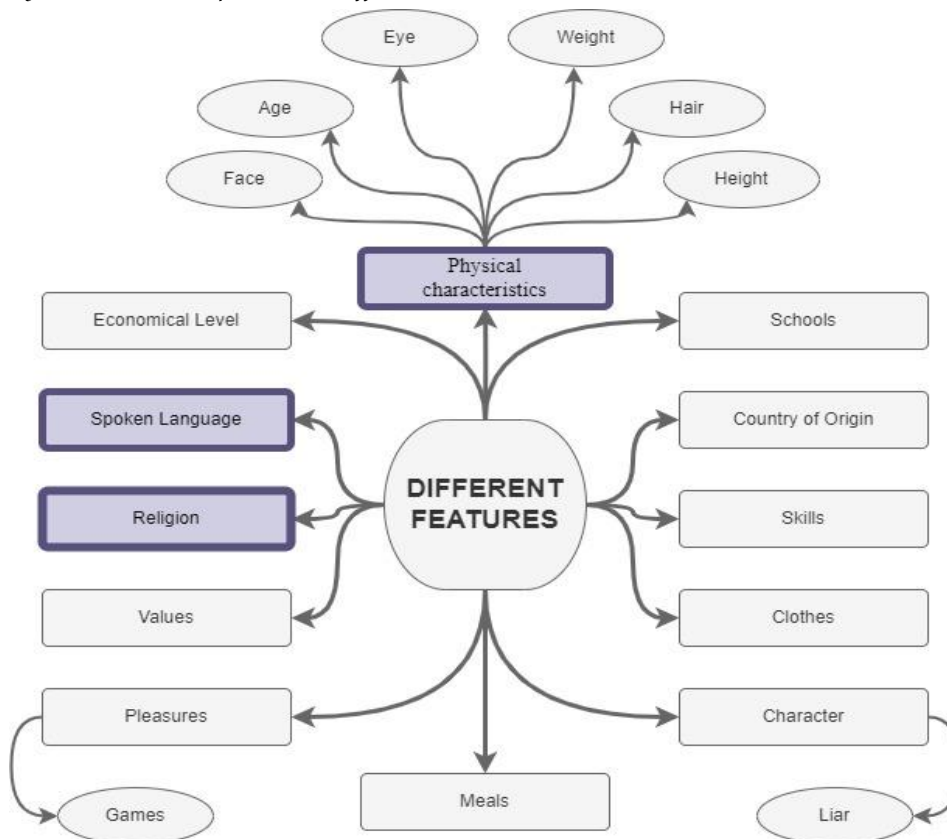 Eye
Weight
Age
Hair
Face
Height
Physical
characteristics
Economical Level
Schools
Spoken Language
Country of Origin
DIFFERENT
FEATURES
Religion
Skills
Values
Clothes
Pleasures
Character
Meals
Games
Liar